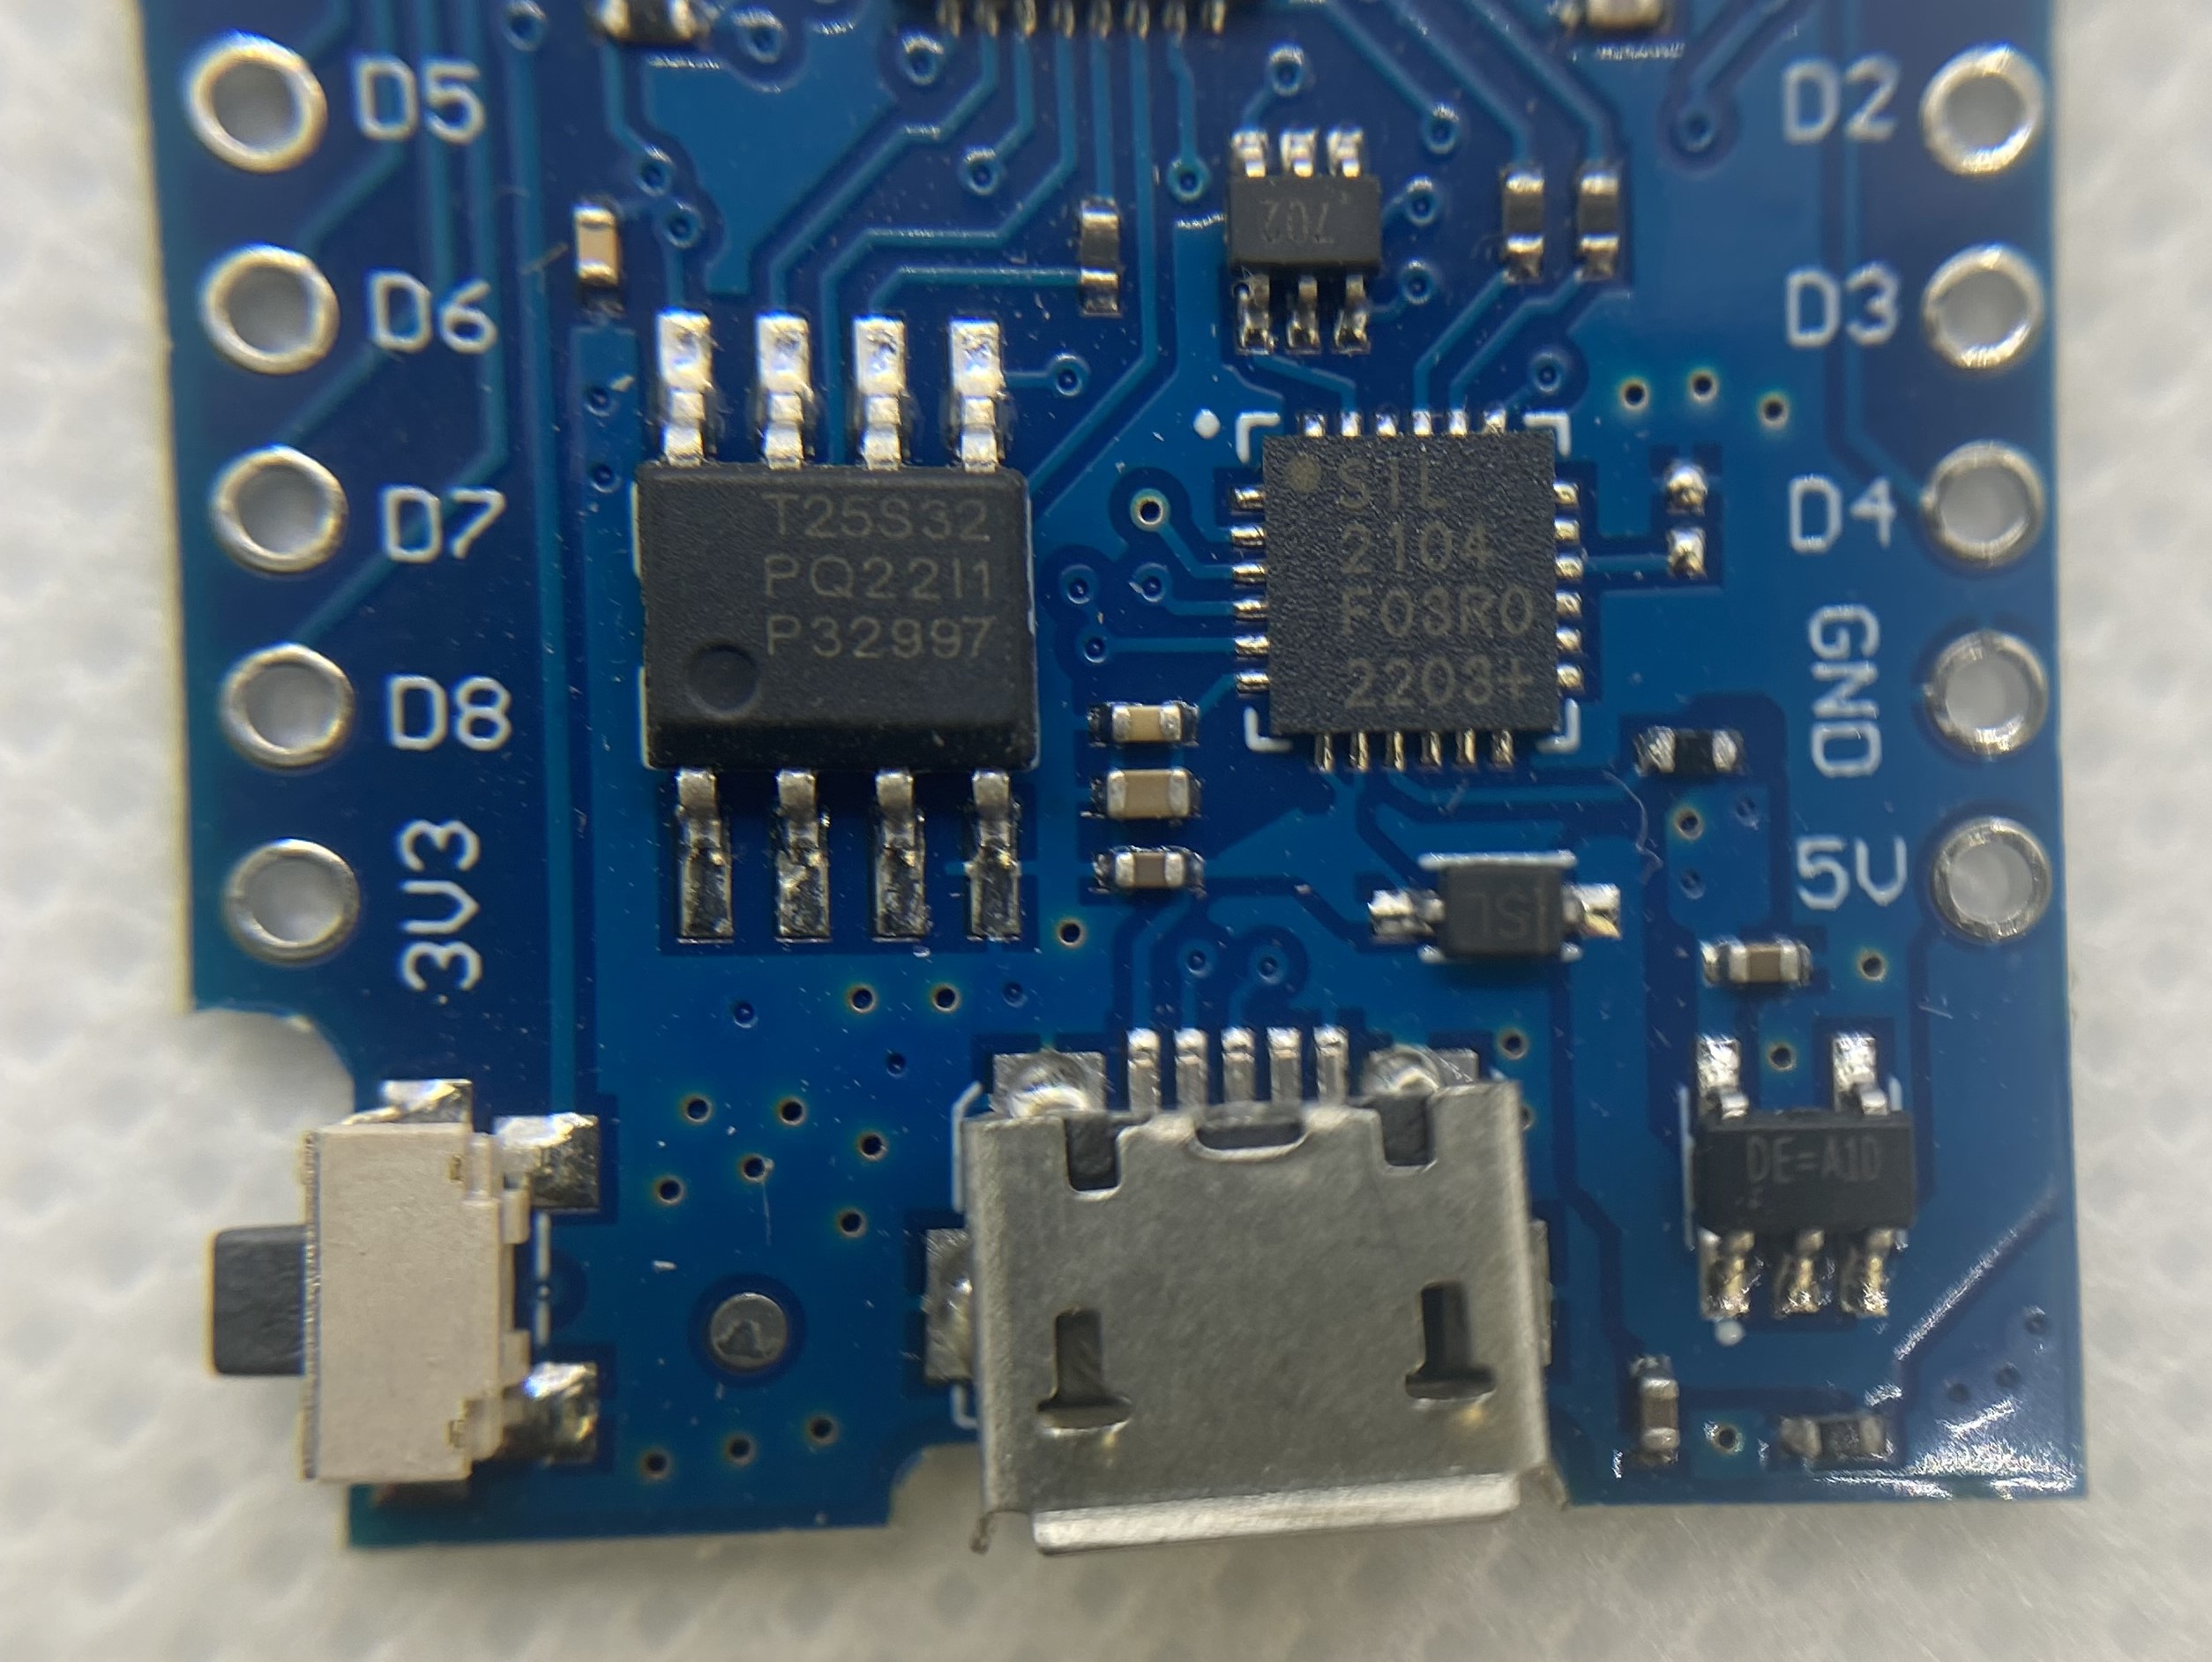 D2
D3
D4
GND
5V
DE=A1D
SIL
2104
F03R0
2203+
702
T25S32
PQ22I1
P32997
D5
D6
D7
D8
3V3